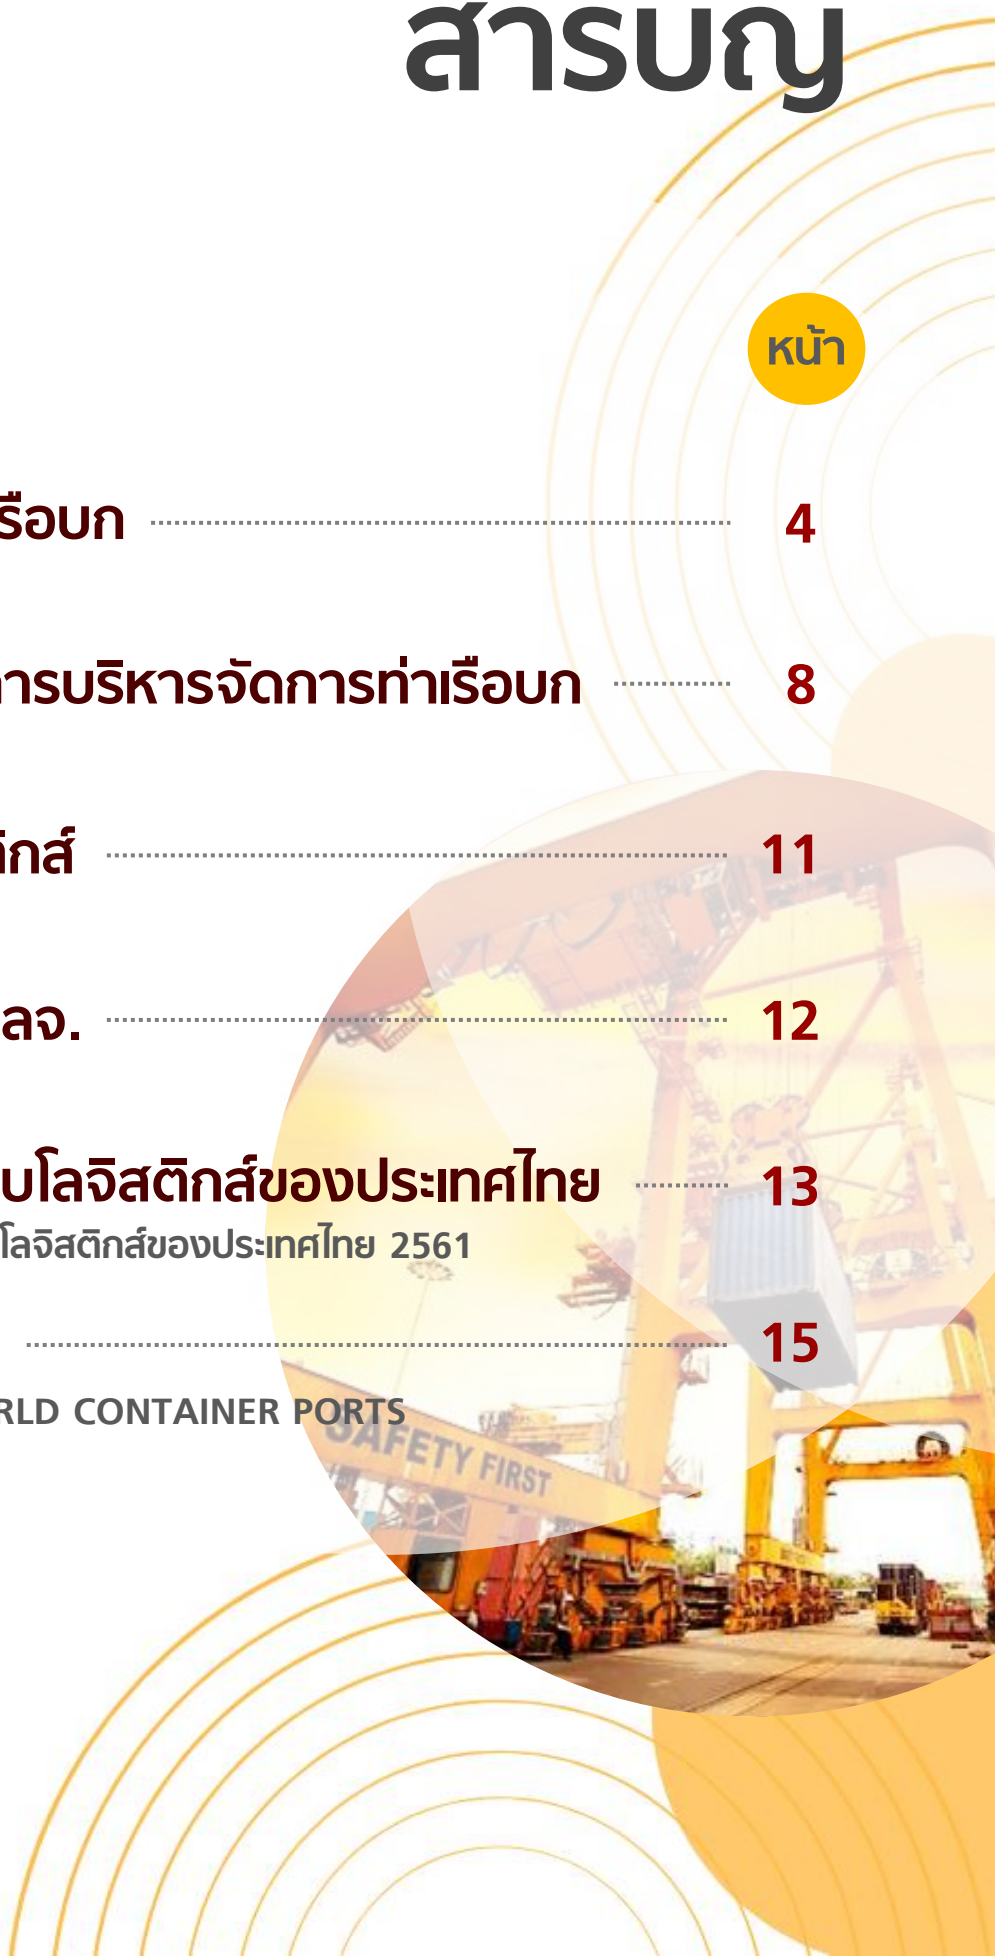 สารบัญ
หน้า
เรือบก 4
การบริหารจัดการท่าเรือบก 8
ติกส์ 11
ลจ. 12
บโลจิสติกส์ของประเทศไทย 13
โลจิสติกส์ของประเทศไทย 2561
15
RLD CONTAINER PORTS
SAFETY FIRST